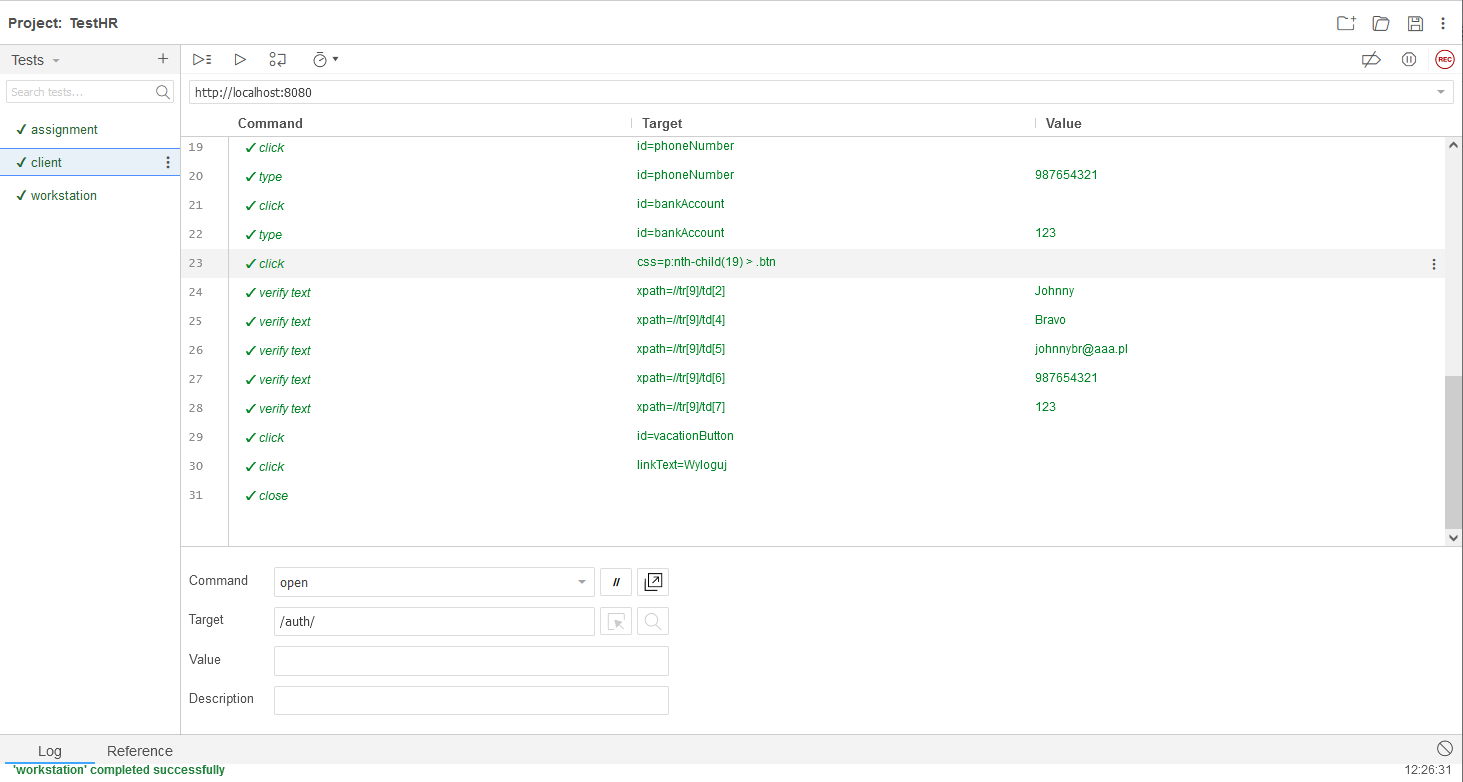 Project: TestHR
Tests
Search tests...
assignment
client
workstation
http://localhost:8080
REC
Command Target Value
19 click id=phoneNumber
20 type id=phoneNumber 987654321
21 click id=bankAccount
22 type id=bankAccount 123
23 click css=p:nth-child(19) > .btn
24 verify text xpath=//tr[9]/td[2] Johnny
25 verify text xpath=//tr[9]/td[4] Bravo
26 verify text xpath=//tr[9]/td[5] johnnybr@aaa.pl
27 verify text xpath=//tr[9]/td[6] 987654321
28 verify text xpath=//tr[9]/td[7] 123
29 click id=vacationButton
30 click linkText=Wyloguj
31 close
Command open //
Target /auth/
Value
Description
Log Reference
'workstation' completed successfully 12:26:31